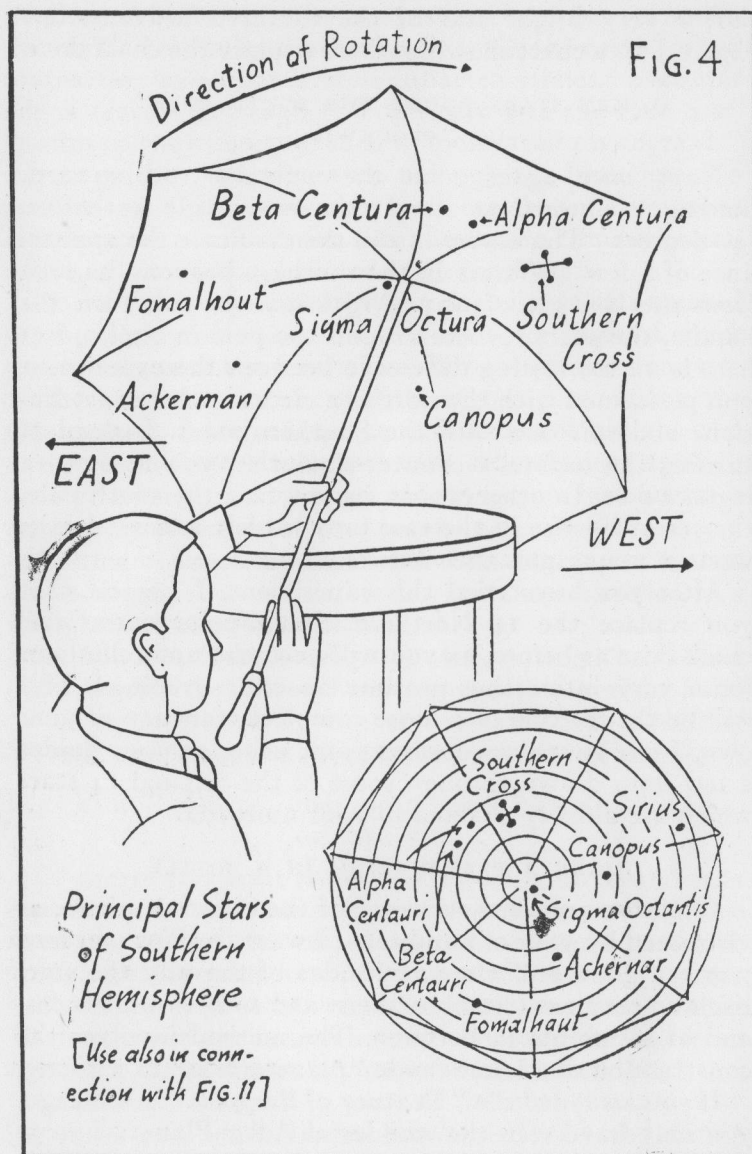 FIG. 4
Direction of Rotation
Beta Centura
Alpha Centura
Fomalhout
Sigma Octura
Southern
Cross
Ackerman
Canopus
EAST
WEST
Southern
Cross
Sirius
Canopus
Alpha
Centauri
Sigma Octantis
Beta
Centauri
Achernar
Fomalhaut
Principal Stars
of Southern
Hemisphere
[Use also in con-
ection with FIG.11]